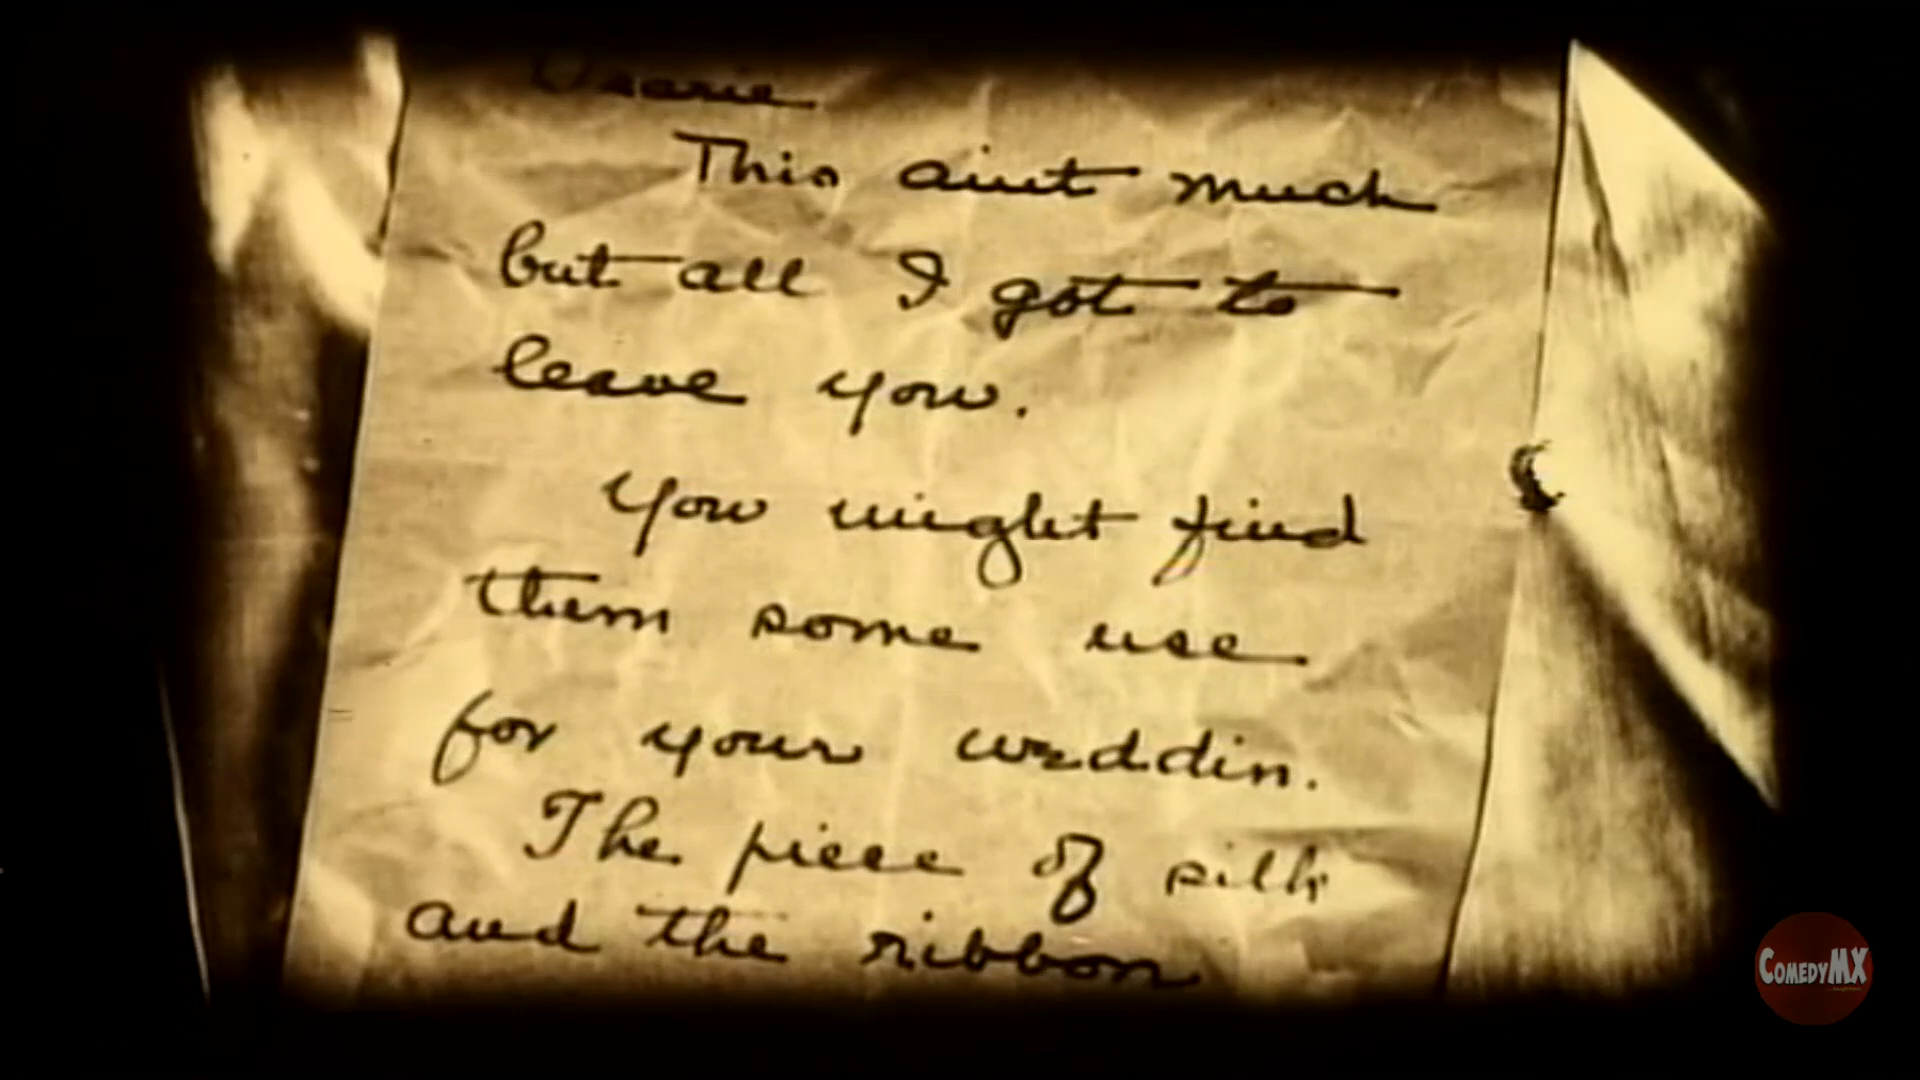 Dearie
This aint much
but all I got to
leave you.
You might find
them some use
for your weddin.
The piece of silk
and the ribbon
COMEDYMX